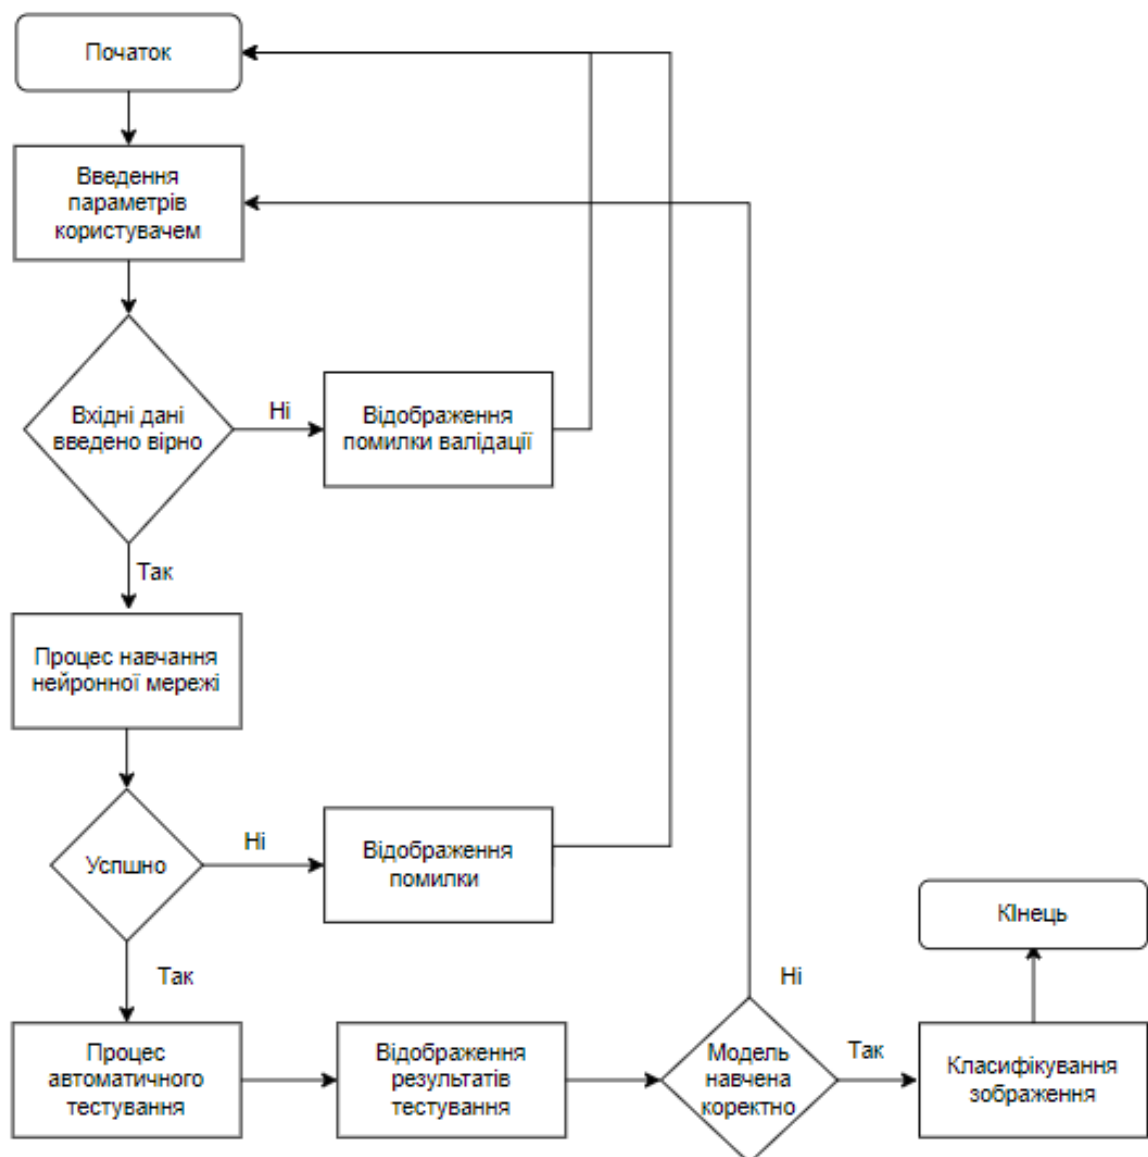 Початок
Введення
параметрів
користувачем
Вхідні дані
введено вірно
Ні
Відображення
помилки валідації
Так
Процес навчання
нейронної мережі
Успшно
Ні
Відображення
помилки
Так
Процес
автоматичного
тестування
Відображення
результатів
тестування
Модель
навчена
коректно
Ні
Так
Класифікування
зображення
КІнець